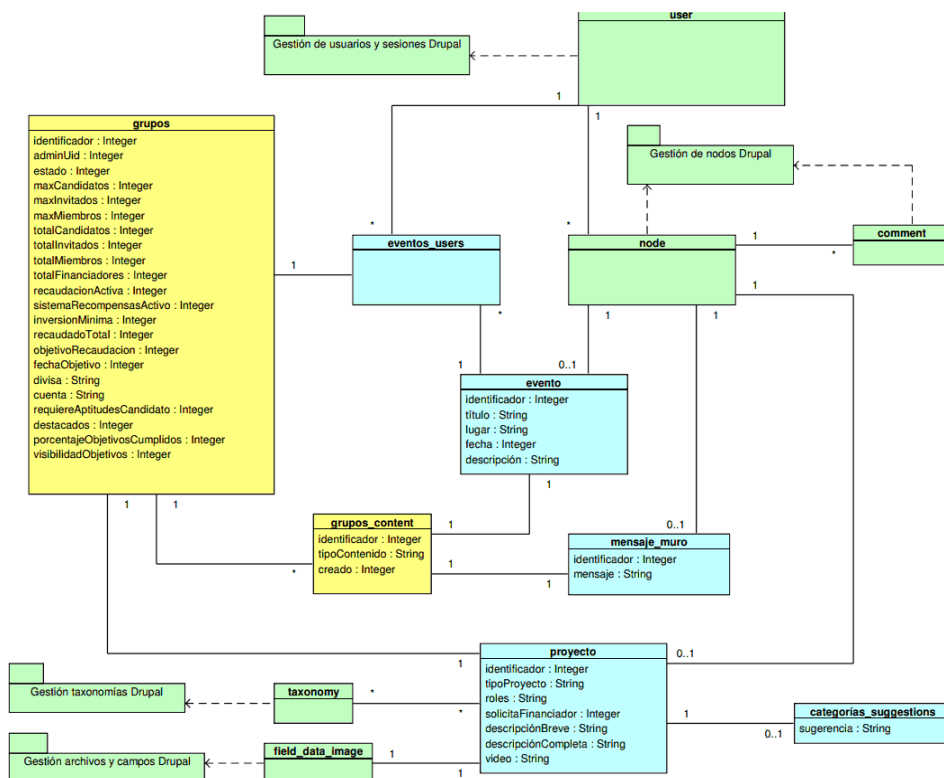 user
Gestión de usuarios y sesiones Drupal
1
1
grupos
identificador : Integer
adminUid : Integer
estado : Integer
maxCandidatos : Integer
maxInvitados : Integer
maxMiembros : Integer
totalCandidatos : Integer
totalInvitados : Integer
totalMiembros : Integer
totalFinanciadores : Integer
recaudacionActiva : Integer
sistemaRecompensasActivo : Integer
inversionMinima : Integer
recaudadoTotal : Integer
objetivoRecaudacion : Integer
fechaObjetivo : Integer
divisa : String
cuenta : String
requiereAptitudesCandidato : Integer
destacados : Integer
porcentajeObjetivosCumplidos : Integer
visibilidadObjetivos : Integer
Gestión de nodos Drupal
*
*
eventos_users
node
comment
1
1
*
1
*
1
1
1
1
0..1
evento
identificador : Integer
título : String
lugar : String
fecha : Integer
descripción : String
1
1
1
grupos_content
identificador : Integer
tipoContenido : String
creado : Integer
1
*
1
1
0..1
mensaje_muro
identificador : Integer
mensaje : String
proyecto
identificador : Integer
tipoProyecto : String
roles : String
solicitaFinanciador : Integer
descripciónBreve : String
descripciónCompleta : String
video : String
1
0..1
Gestión taxonomías Drupal
taxonomy
*
*
1
0..1
categorías_suggestions
sugerencia : String
Gestión archivos y campos Drupal
field_data_image
1
1